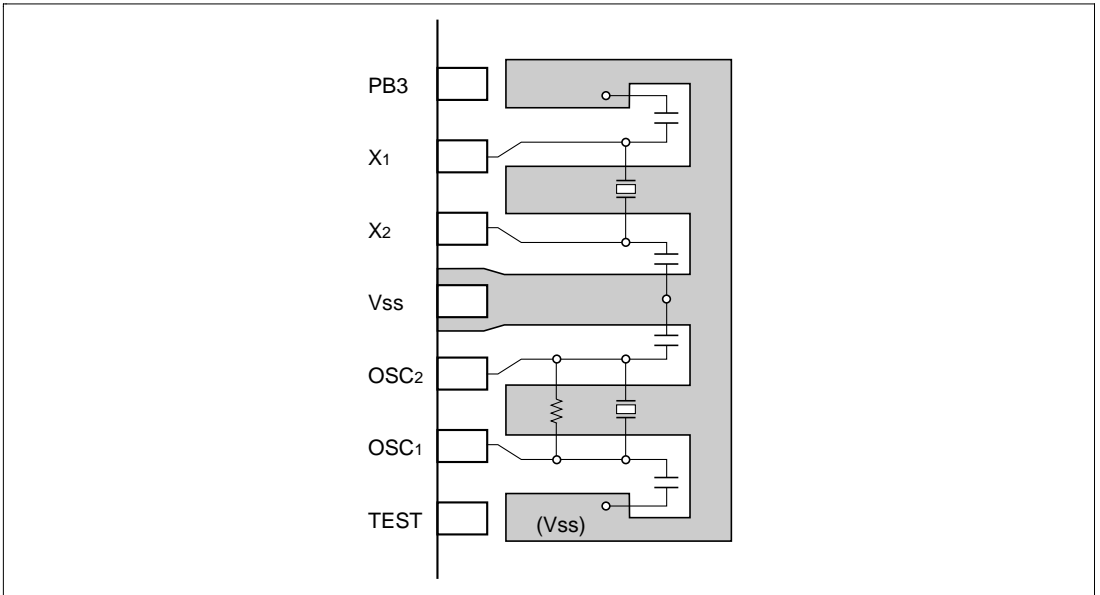 PB3
X1
X2
Vss
OSC2
OSC1
TEST
(Vss)